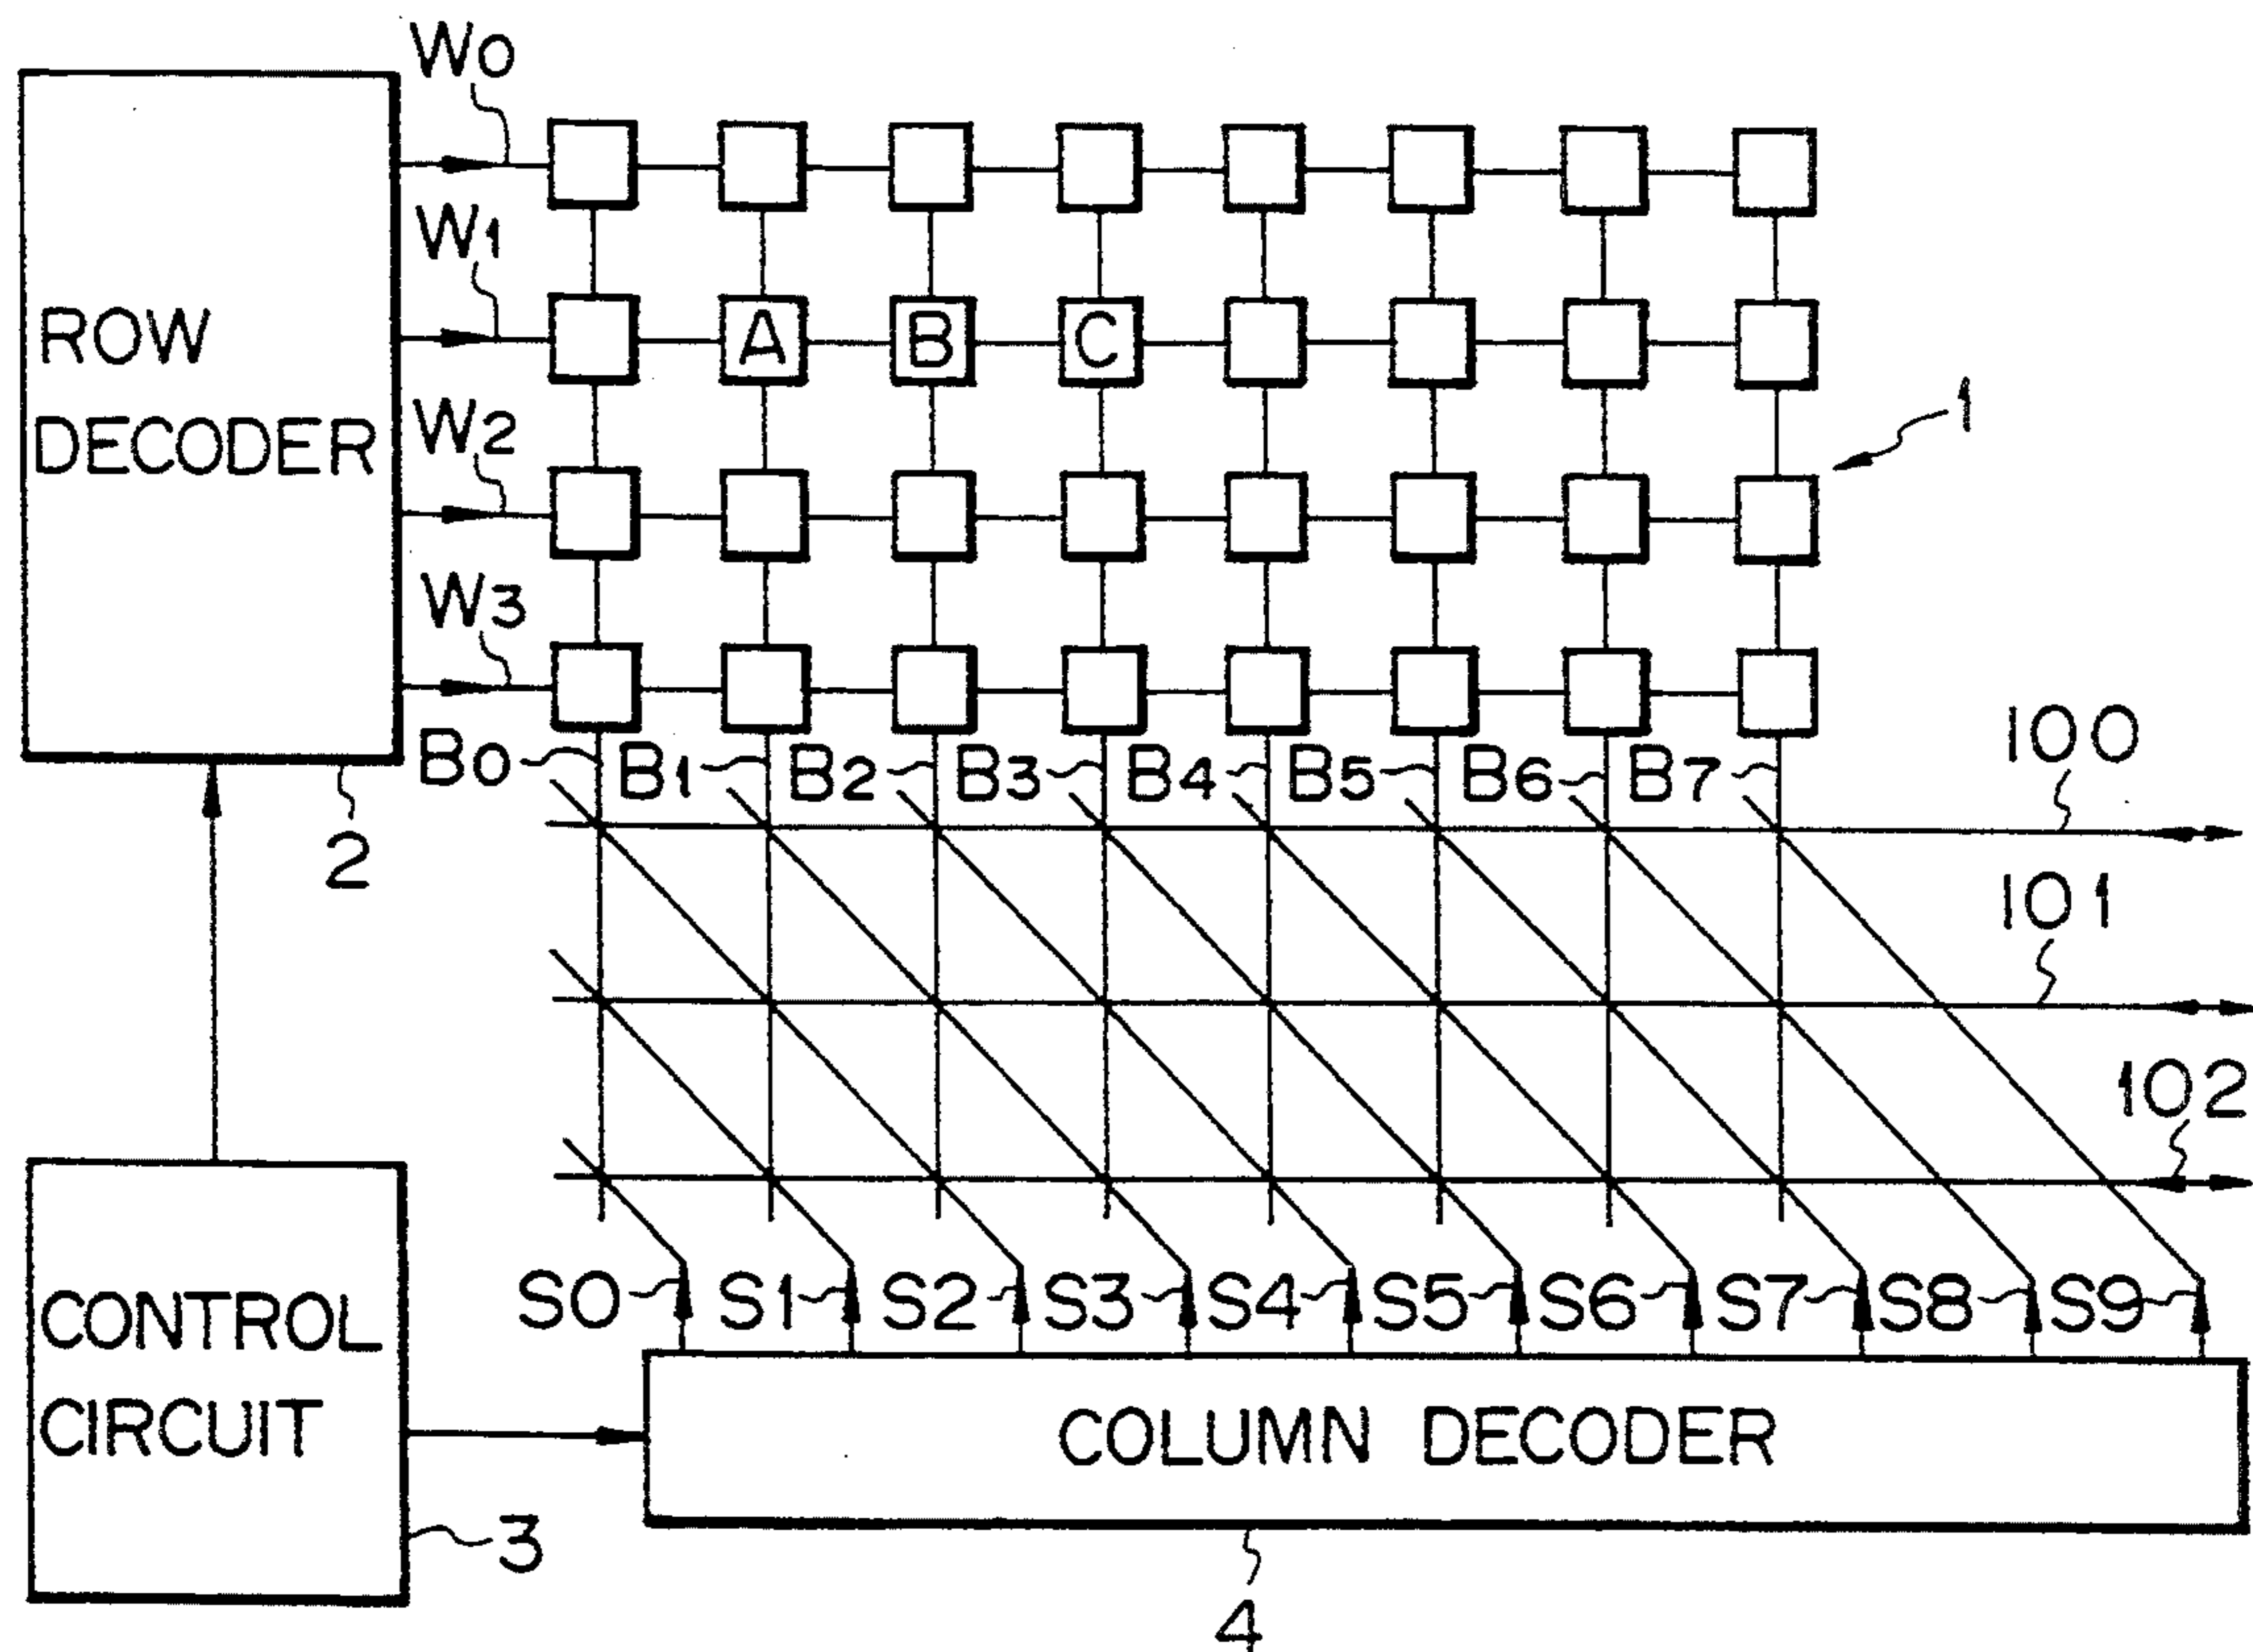 W0
ROW
DECODER
W1
A B C
W2
1
W3
B0 B1 B2 B3 B4 B5 B6 B7
100
2
101
102
S0 S1 S2 S3 S4 S5 S6 S7 S8 S9
CONTROL
CIRCUIT
COLUMN DECODER
3
4